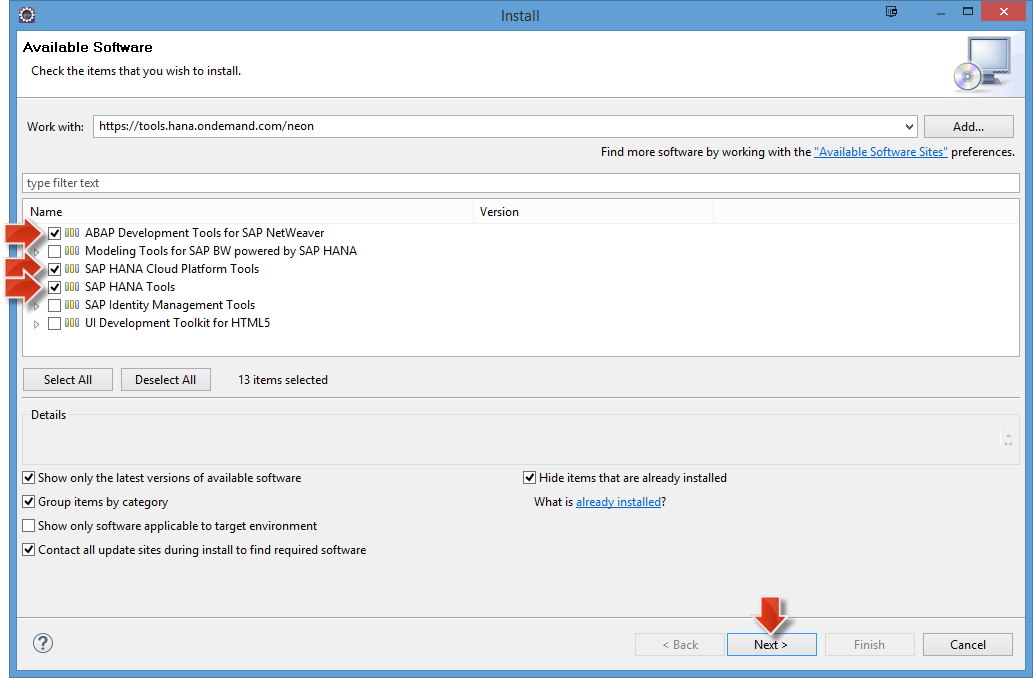 Install
Available Software
Check the items that you wish to install.
Work with: https://tools.hana.ondemand.com/neon Add...
Find more software by working with the "Available Software Sites" preferences.
type filter text
Name Version
ABAP Development Tools for SAP NetWeaver
Modeling Tools for SAP BW powered by SAP HANA
SAP HANA Cloud Platform Tools
SAP HANA Tools
SAP Identity Management Tools
UI Development Toolkit for HTML5
Select All Deselect All 13 items selected
Details
Show only the latest versions of available software Hide items that are already installed
Group items by category What is already installed?
Show only software applicable to target environment
Contact all update sites during install to find required software
? < Back Next > Finish Cancel